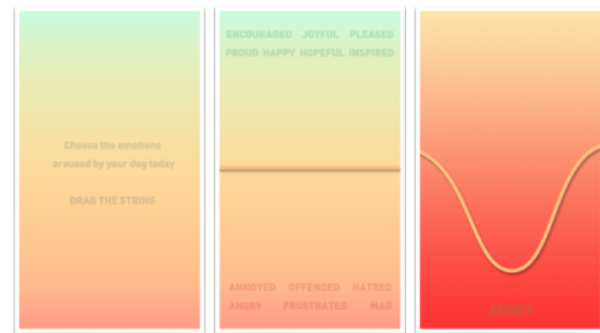 Choose the emotions
aroused by your dog today
DRAG THE STRING
ENCOURAGED JOYFUL PLEASED
PROUD HAPPY HOPEFUL INSPIRED
ANNOYED OFFENDED HATRED
ANGRY FRUSTRATED MAD
ANGRY